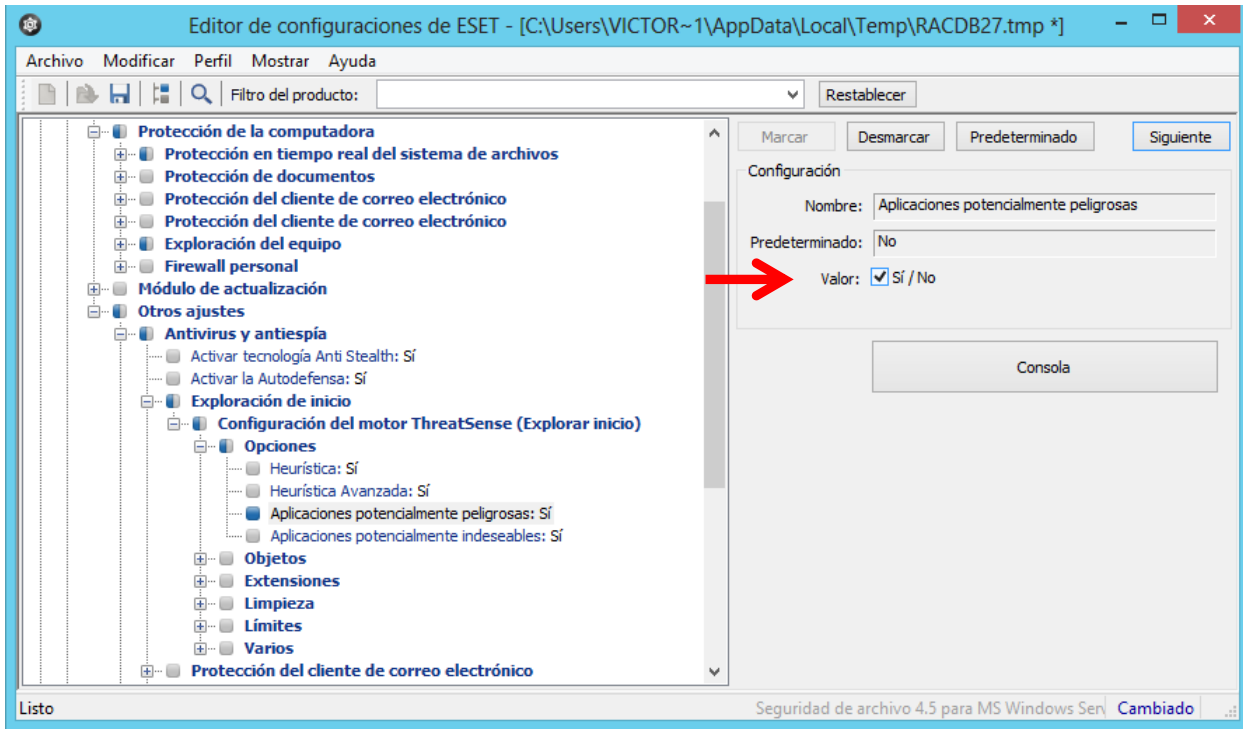 Editor de configuraciones de ESET - [C:\Users\VICTOR~1\AppData\Local\Temp\RACDB27.tmp *]
Archivo Modificar Perfil Mostrar Ayuda
Filtro del producto: Restablecer
Protección de la computadora
Protección en tiempo real del sistema de archivos
Protección de documentos
Protección del cliente de correo electrónico
Protección del cliente de correo electrónico
Exploración del equipo
Firewall personal
Módulo de actualización
Otros ajustes
Antivirus y antiespía
Activar tecnología Anti Stealth: Sí
Activar la Autodefensa: Sí
Exploración de inicio
Configuración del motor ThreatSense (Explorar inicio)
Opciones
Heurística: Sí
Heurística Avanzada: Sí
Aplicaciones potencialmente peligrosas: Sí
Aplicaciones potencialmente indeseables: Sí
Objetos
Extensiones
Limpieza
Límites
Varios
Protección del cliente de correo electrónico
Marcar Desmarcar Predeterminado Siguiente
Configuración
Nombre: Aplicaciones potencialmente peligrosas
Predeterminado: No
Valor: Sí / No
Consola
Listo
Seguridad de archivo 4.5 para MS Windows Ser Cambiado